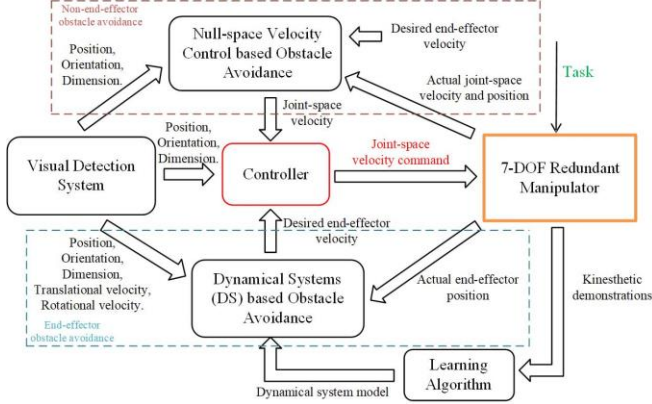 Non-end-effector
obstacle avoidance
Position,
Orientation,
Dimension.
Null-space Velocity
Control based Obstacle
Avoidance
Desired end-effector
velocity
Actual joint-space
velocity and position
Task
Joint-space
velocity
Position,
Orientation,
Dimension.
Visual Detection
System
Controller
Joint-space
velocity command
7-DOF Redundant
Manipulator
Desired end-effector
velocity
Position,
Orientation,
Dimension,
Translational velocity,
Rotational velocity.
End-effector
obstacle avoidance
Dynamical Systems
(DS) based Obstacle
Avoidance
Actual end-effector
position
Kinesthetic
demonstrations
Learning
Algorithm
Dynamical system model